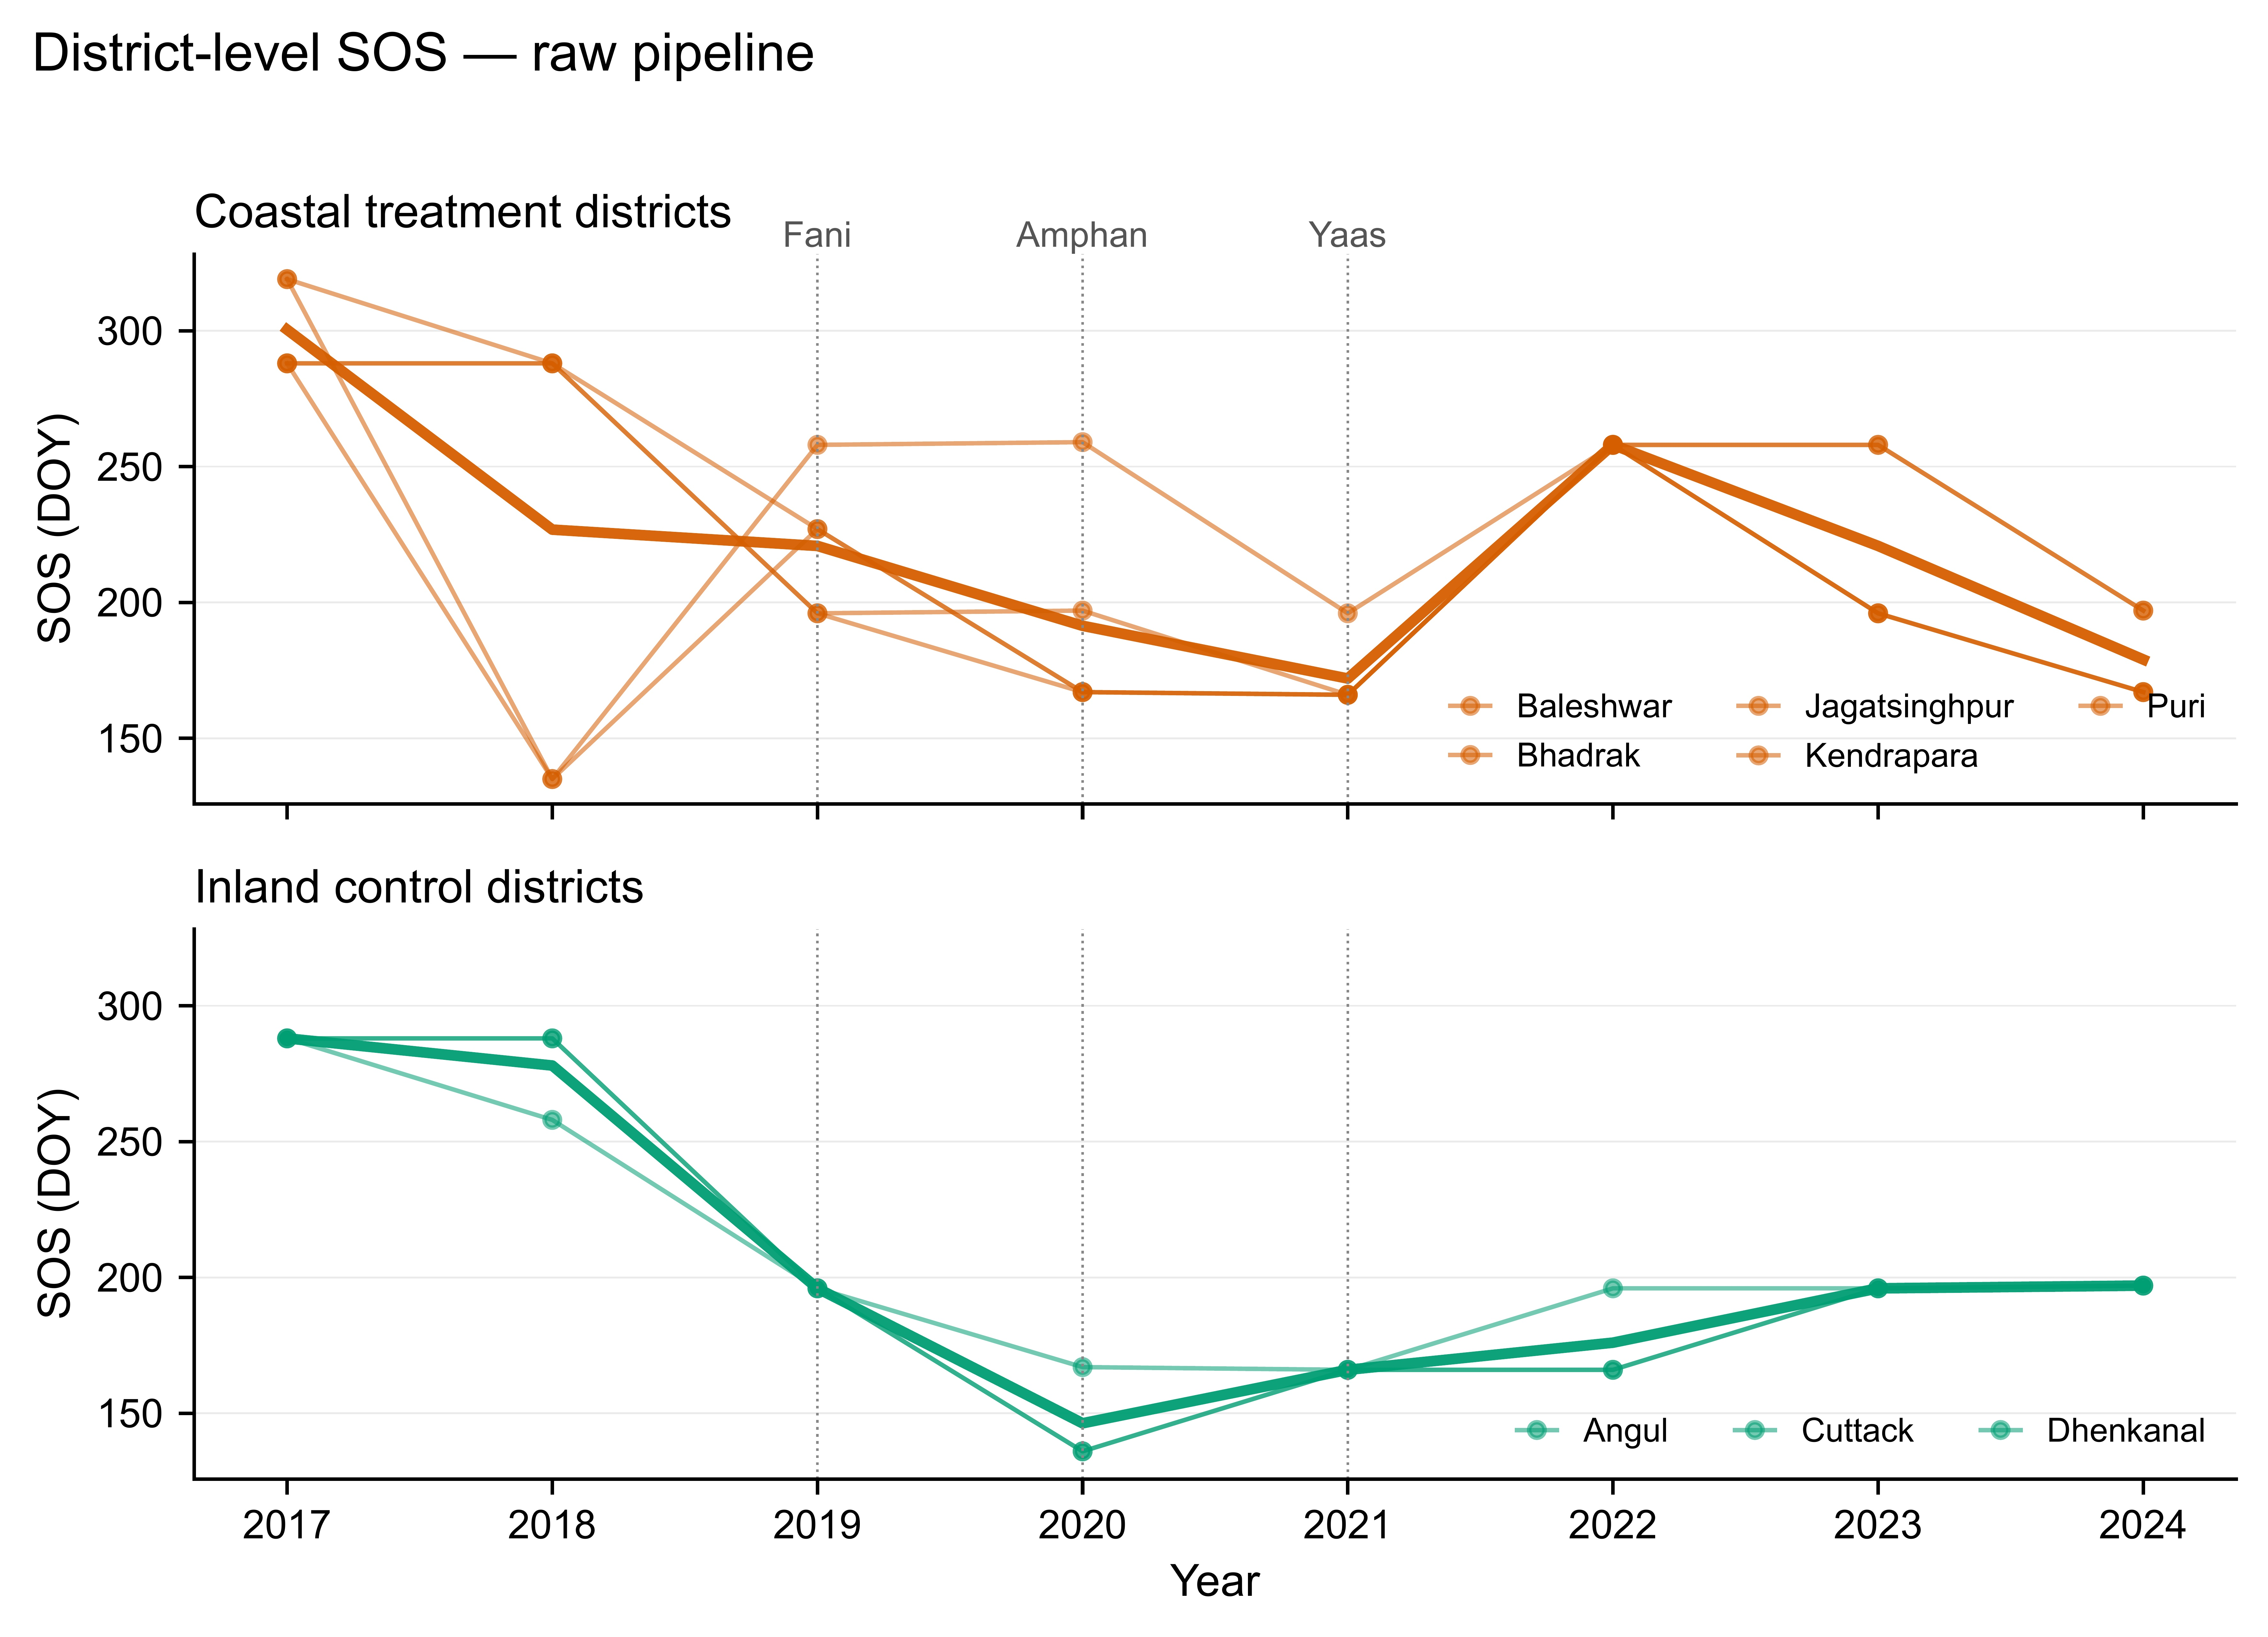 District-level SOS — raw pipeline
Coastal treatment districts
Fani Amphan Yaas
SOS (DOY)
300
250
200
150
Baleshwar Jagatsinghpur Puri
Bhadrak Kendrapara
Inland control districts
SOS (DOY)
300
250
200
150
Angul Cuttack Dhenkanal
2017 2018 2019 2020 2021 2022 2023 2024
Year